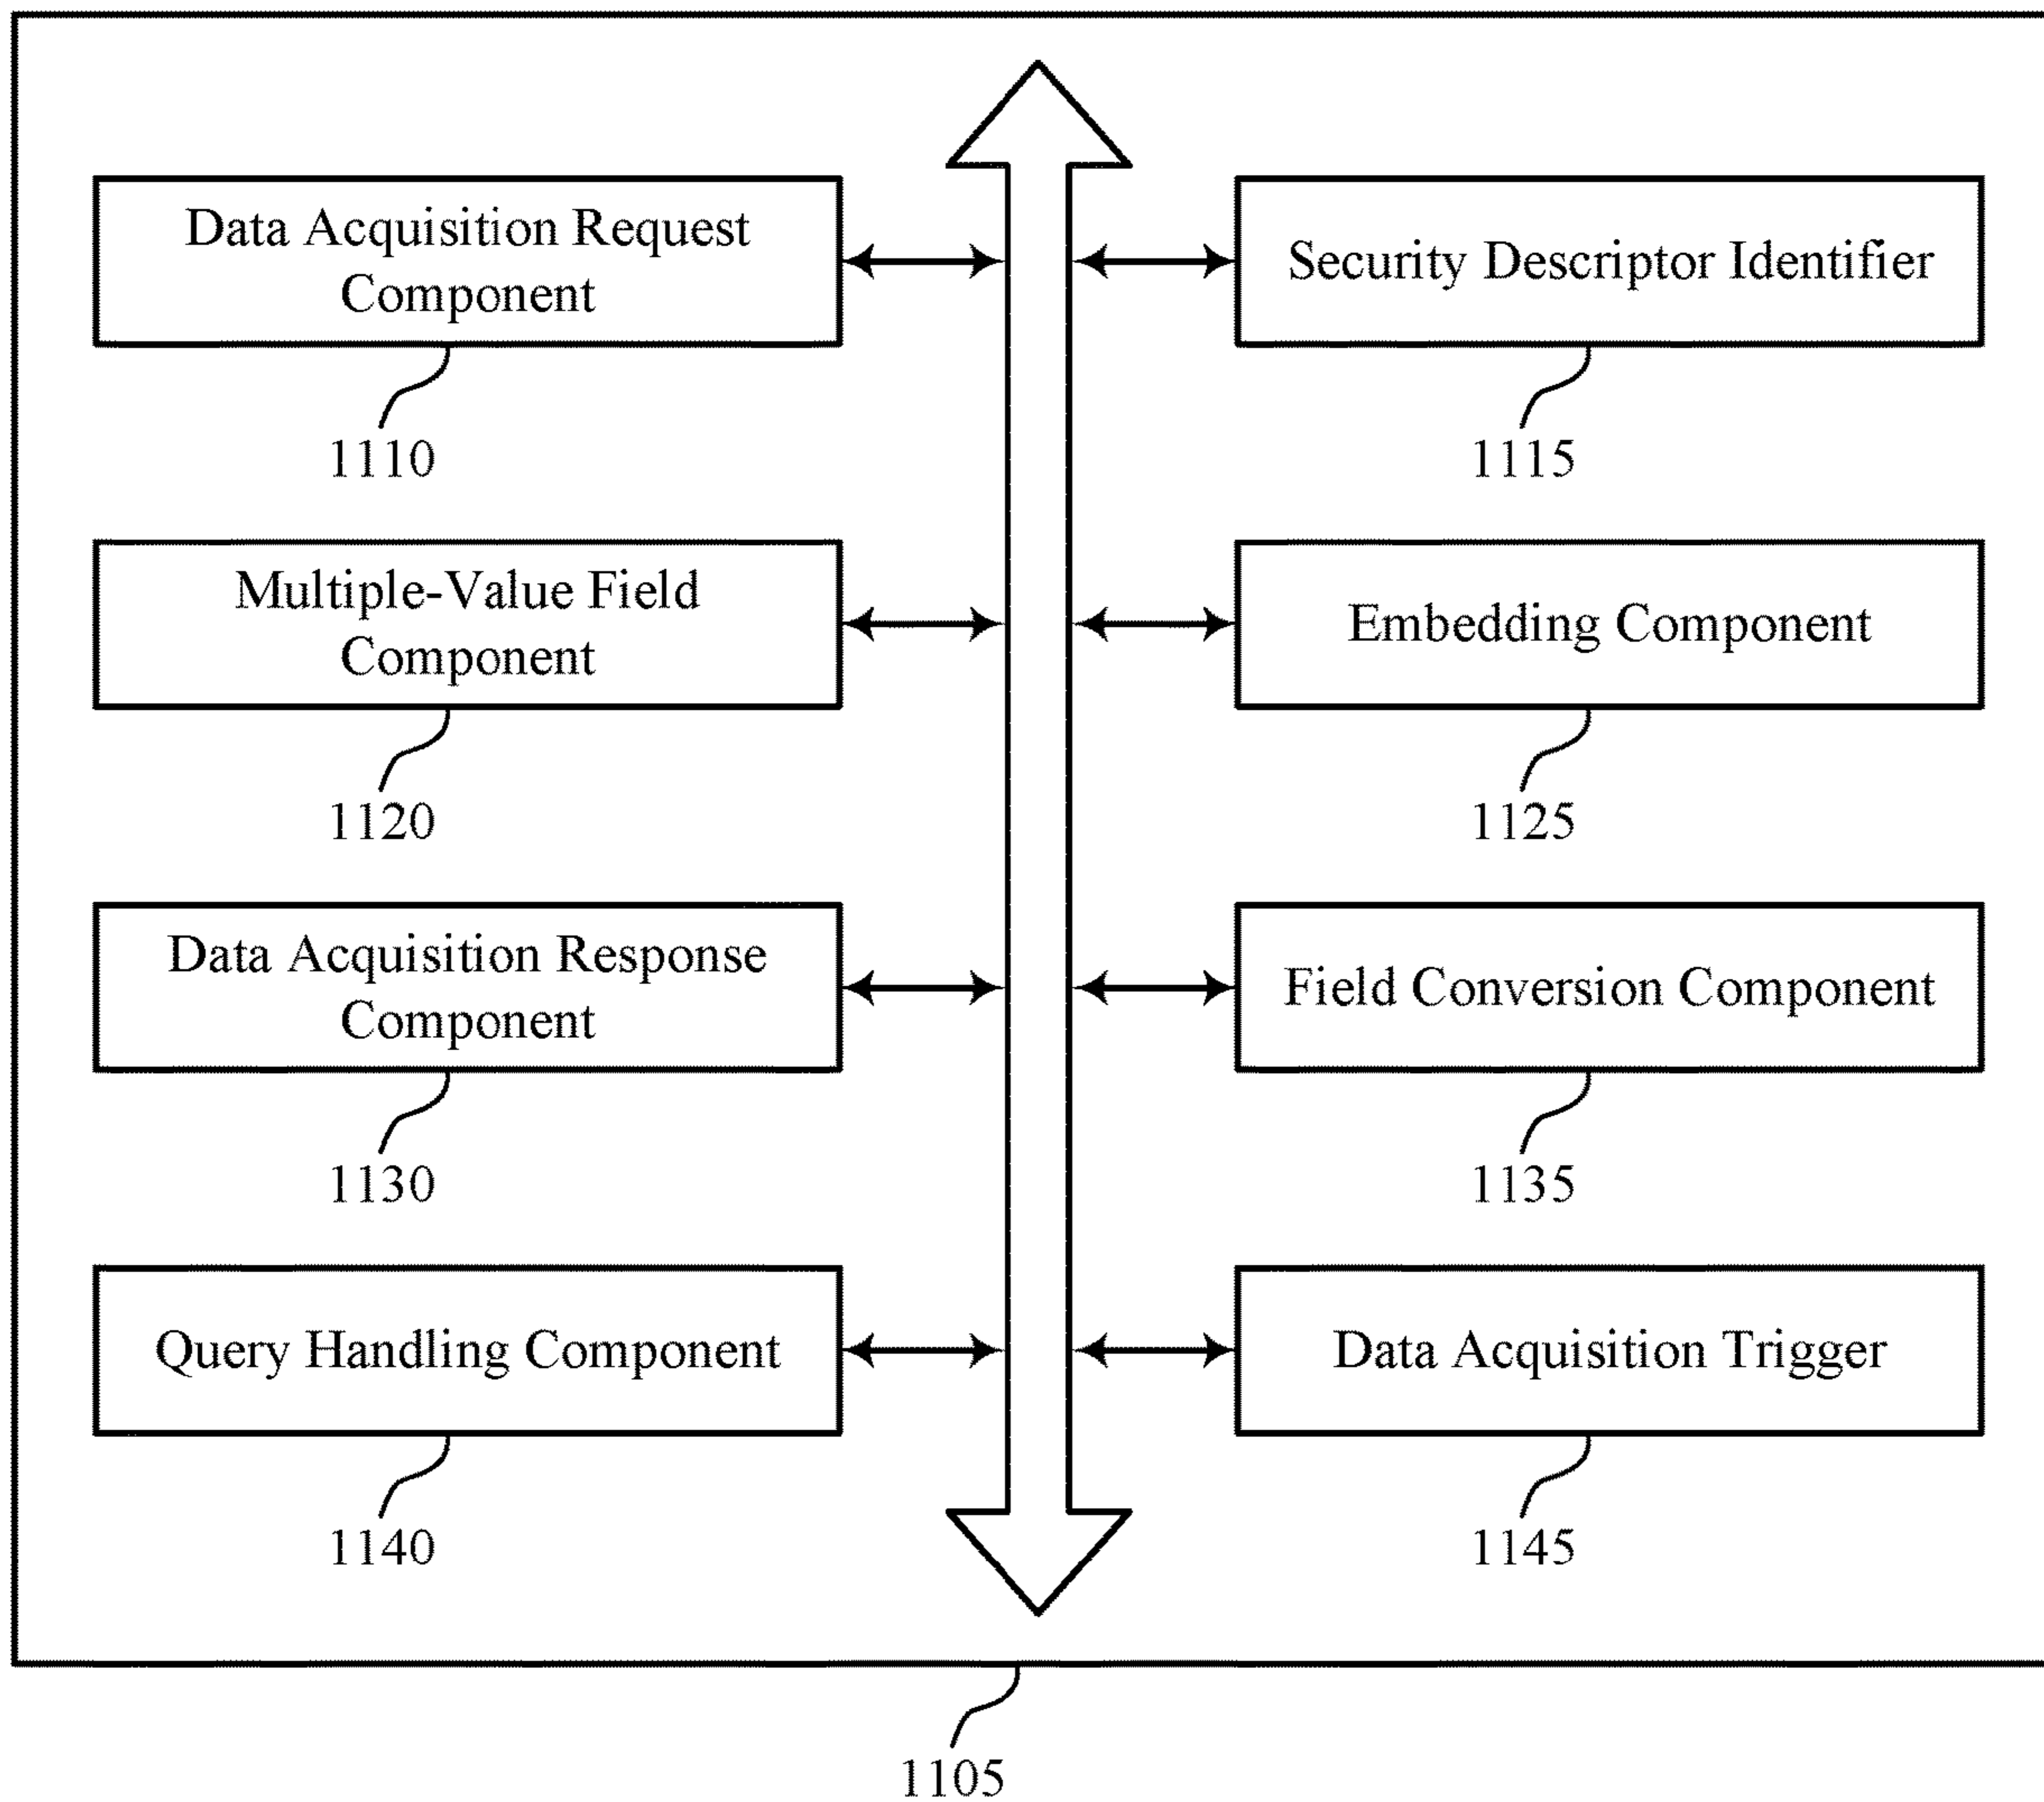 Data Acquisition Request
Component
1110
Security Descriptor Identifier
1115
Multiple-Value Field
Component
1120
Embedding Component
1125
Data Acquisition Response
Component
1130
Field Conversion Component
1135
Query Handling Component
1140
Data Acquisition Trigger
1145
1105